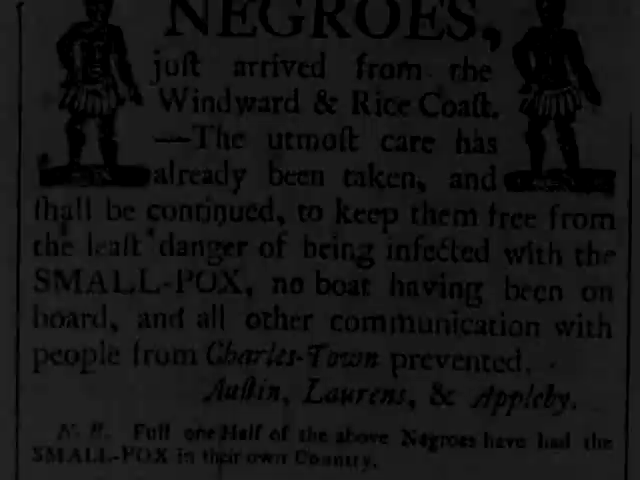 NEGROES,
juſt arrived from the
Windward & Rice Coaſt.
—The utmoſt care has
already been taken, and
ſhall be continued, to keep them free from
the leaſt danger of being infected with the
SMALL-POX, no boat having been on
board, and all other communication with
people from Charles-Town prevented.
Auſtin, Laurens, & Appleby.
N. B. Full one Half of the above Negroes have had the
SMALL-POX in their own Country.